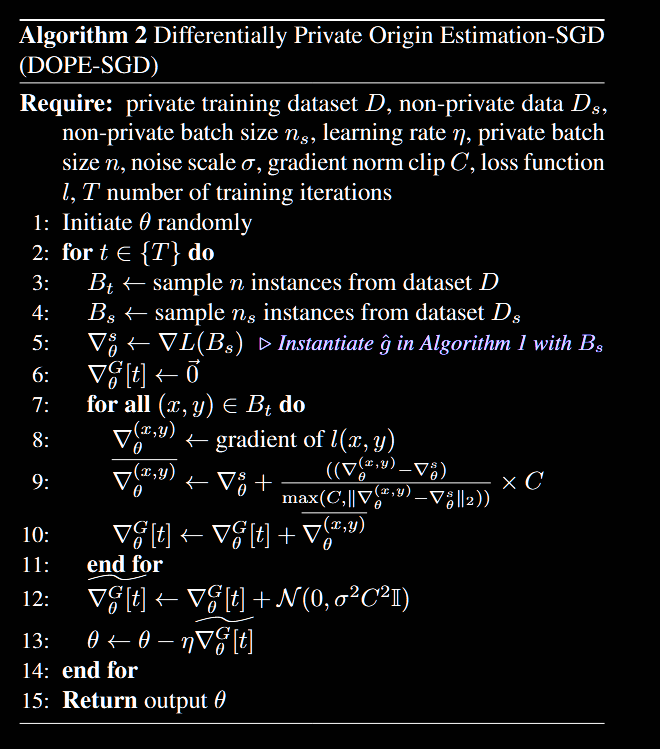 Algorithm 2 Differentially Private Origin Estimation-SGD
(DOPE-SGD)
Require: private training dataset $D$, non-private data $D_s$,
non-private batch size $n_s$, learning rate $\eta$, private batch
size $n$, noise scale $\sigma$, gradient norm clip $C$, loss function
$l$, $T$ number of training iterations
1: Initiate $\theta$ randomly
2: for $t \in \{T\}$ do
3: $B_t \leftarrow$ sample $n$ instances from dataset $D$
4: $B_s \leftarrow$ sample $n_s$ instances from dataset $D_s$
5: $\nabla_\theta^s \leftarrow \nabla L(B_s)$ ▷ Instantiate $\hat{g}$ in Algorithm 1 with $B_s$
6: $\nabla_\theta^G[t] \leftarrow \vec{0}$
7: for all $(x, y) \in B_t$ do
8: $\nabla_\theta^{(x,y)} \leftarrow$ gradient of $l(x, y)$
9: $\overline{\nabla_\theta^{(x,y)}} \leftarrow \nabla_\theta^s + \frac{((\nabla_\theta^{(x,y)} - \nabla_\theta^s)}{\max(C, \|\nabla_\theta^{(x,y)} - \nabla_\theta^s\|_2))} \times C$
10: $\nabla_\theta^G[t] \leftarrow \nabla_\theta^G[t] + \overline{\nabla_\theta^{(x,y)}}$
11: end for
12: $\widetilde{\nabla_\theta^G[t]} \leftarrow \nabla_\theta^G[t] + \mathcal{N}(0, \sigma^2 C^2 \mathbb{I})$
13: $\theta \leftarrow \theta - \eta \widetilde{\nabla_\theta^G[t]}$
14: end for
15: Return output $\theta$